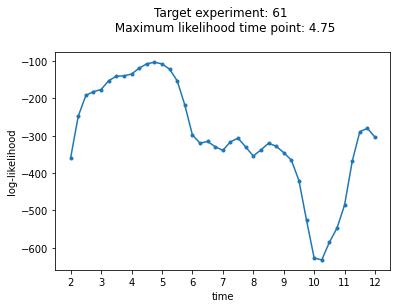 Target experiment: 61
Maximum likelihood time point: 4.75
−100
−200
−300
−400
−500
−600
log-likelihood
2 3 4 5 6 7 8 9 10 11 12
time